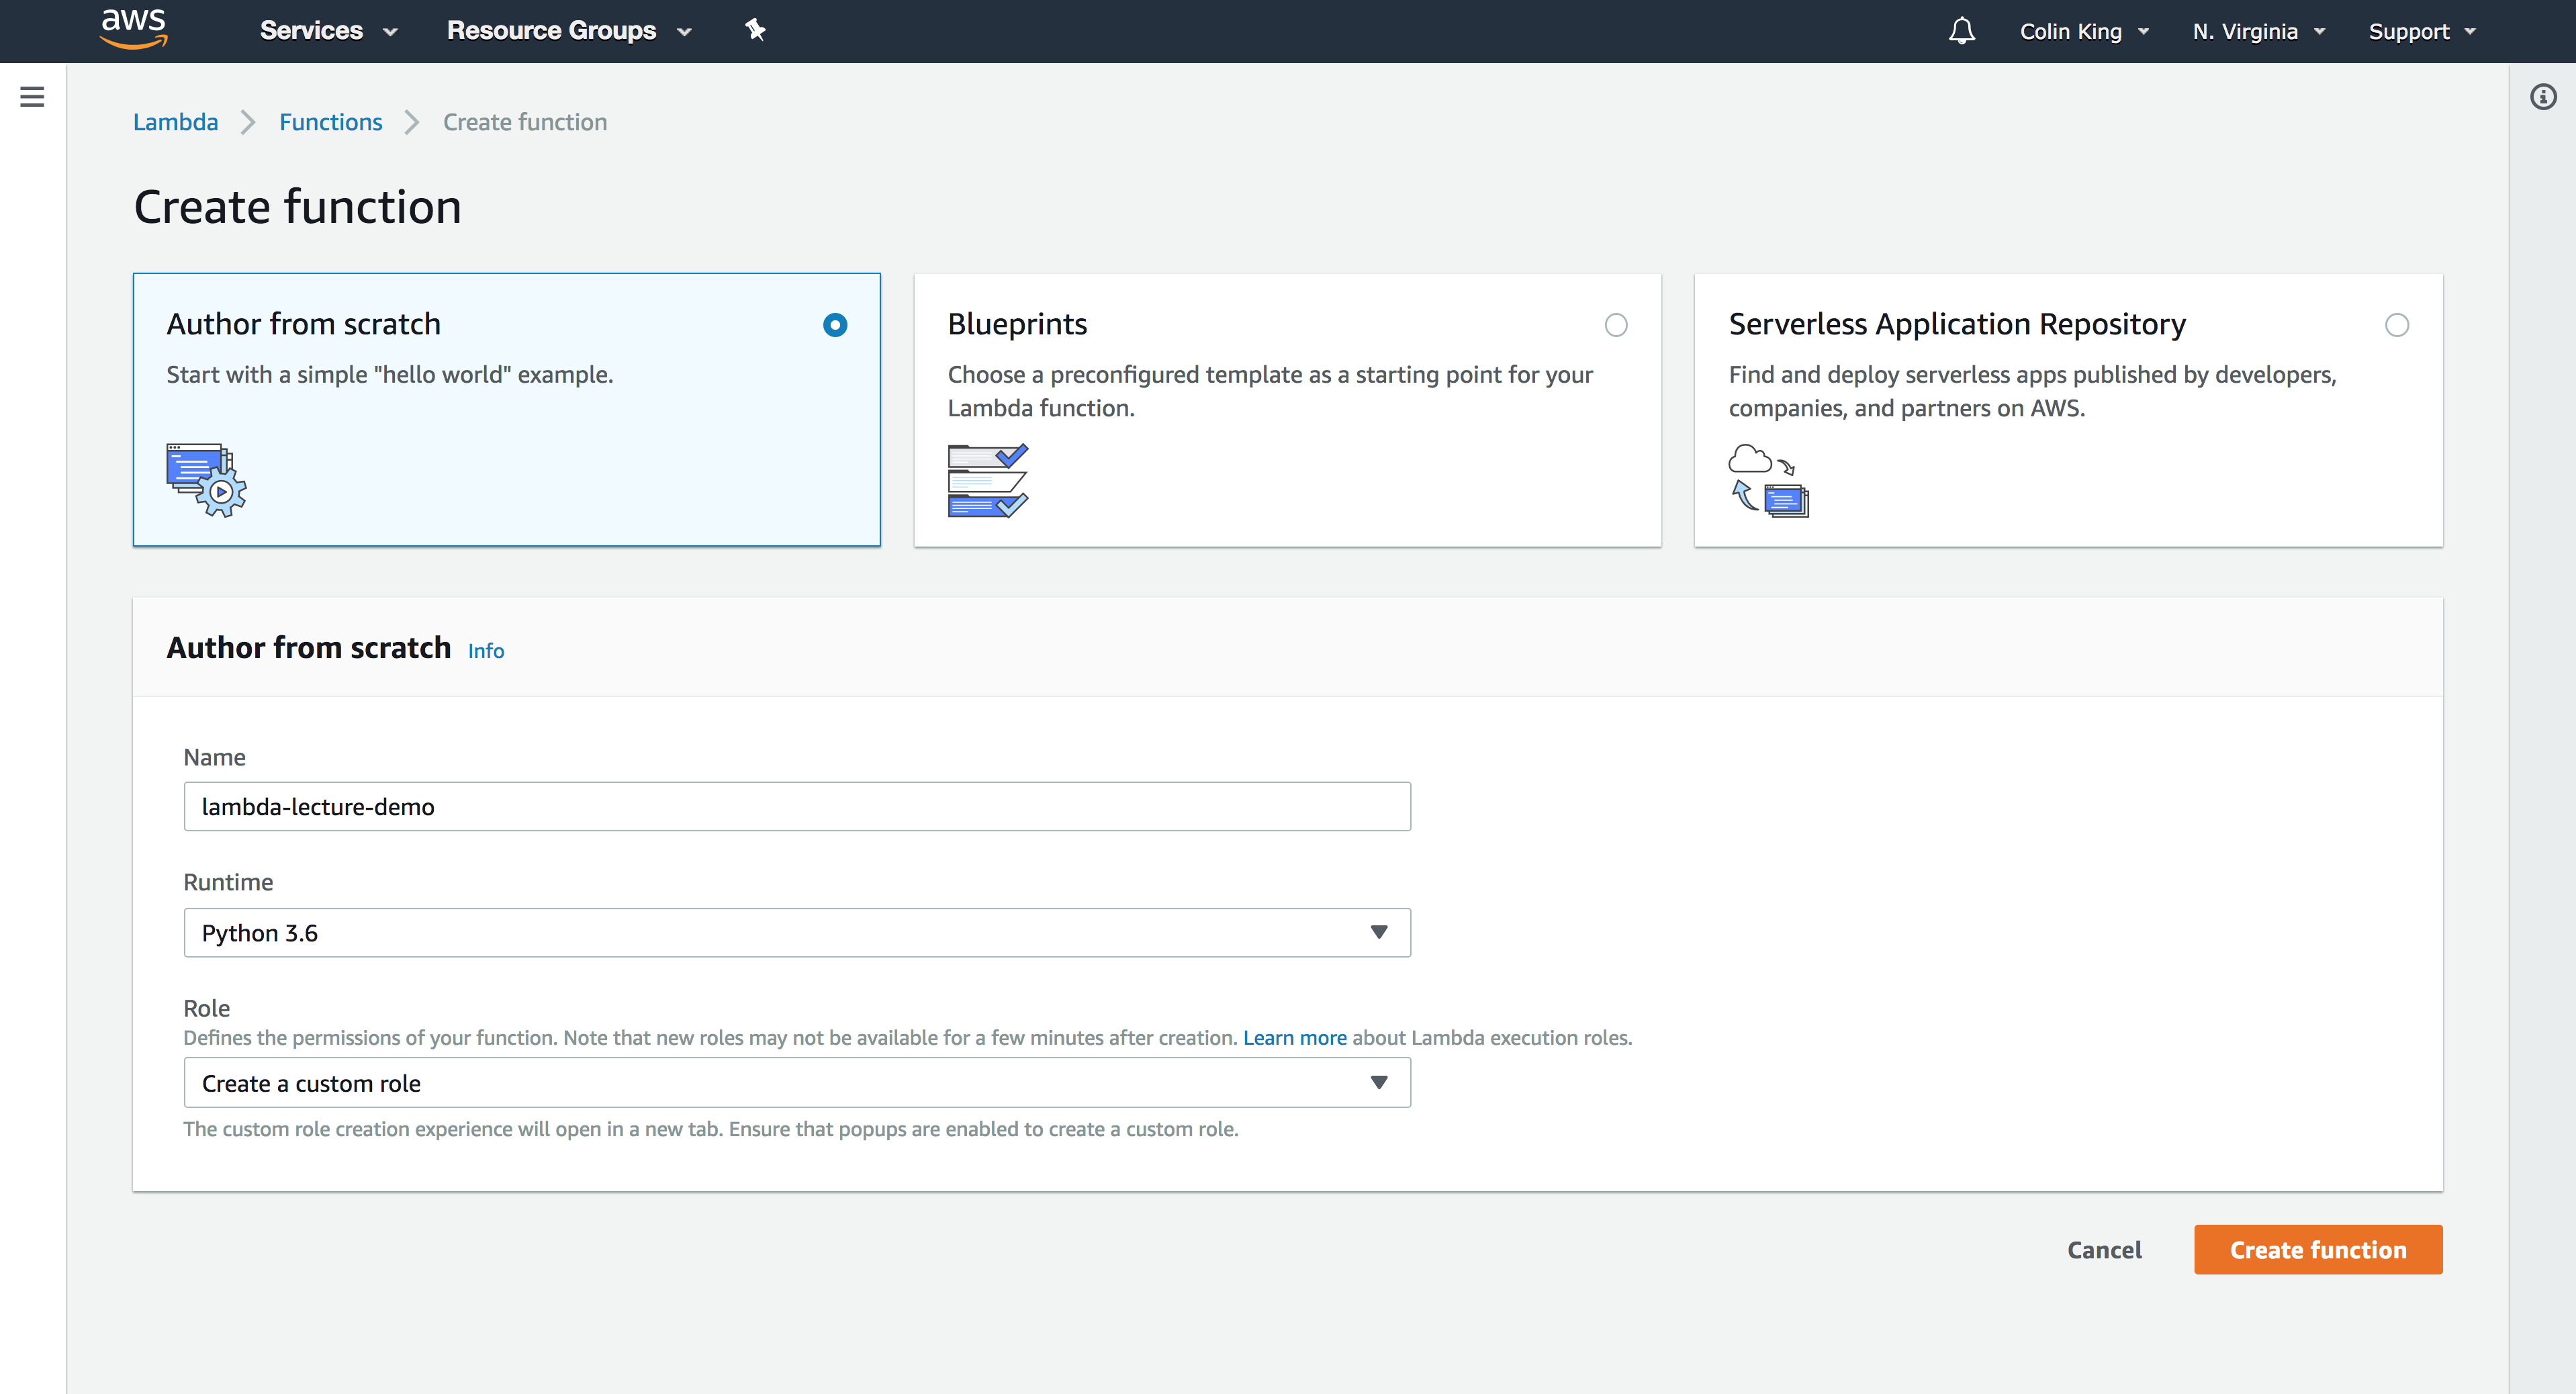 aws Services Resource Groups Colin King N. Virginia Support
Lambda Functions Create function
Create function
Author from scratch
Start with a simple "hello world" example.
Blueprints
Choose a preconfigured template as a starting point for your
Lambda function.
Serverless Application Repository
Find and deploy serverless apps published by developers,
companies, and partners on AWS.
Author from scratch Info
Name
lambda-lecture-demo
Runtime
Python 3.6
Role
Defines the permissions of your function. Note that new roles may not be available for a few minutes after creation. Learn more about Lambda execution roles.
Create a custom role
The custom role creation experience will open in a new tab. Ensure that popups are enabled to create a custom role.
Cancel Create function